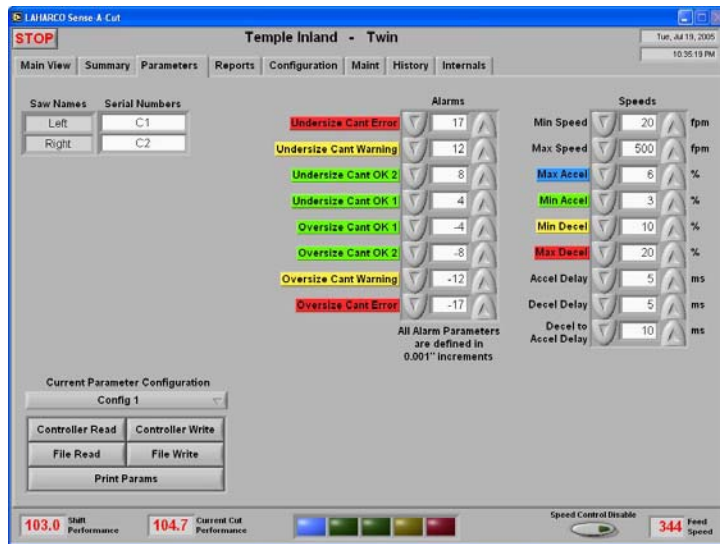 LAHARCO Sense-A-Cut
STOP
Temple Inland - Twin
Tue, Jul 19, 2005
10:35:19 PM
Main View Summary Parameters Reports Configuration Maint History Internals
Saw Names Serial Numbers
Left C1
Right C2
Alarms
Undersize Cant Error 17
Undersize Cant Warning 12
Undersize Cant OK 2 8
Undersize Cant OK 1 4
Oversize Cant OK 1 -4
Oversize Cant OK 2 -8
Oversize Cant Warning -12
Oversize Cant Error -17
All Alarm Parameters
are defined in
0.001" increments
Speeds
Min Speed 20 fpm
Max Speed 500 fpm
Max Accel 6 %
Min Accel 3 %
Min Decel 10 %
Max Decel 20 %
Accel Delay 5 ms
Decel Delay 5 ms
Decel to
Accel Delay 10 ms
Current Parameter Configuration
Config 1
Controller Read Controller Write
File Read File Write
Print Params
103.0 Shift
Performance
104.7 Current Cut
Performance
Speed Control Disable
344 Feed
Speed